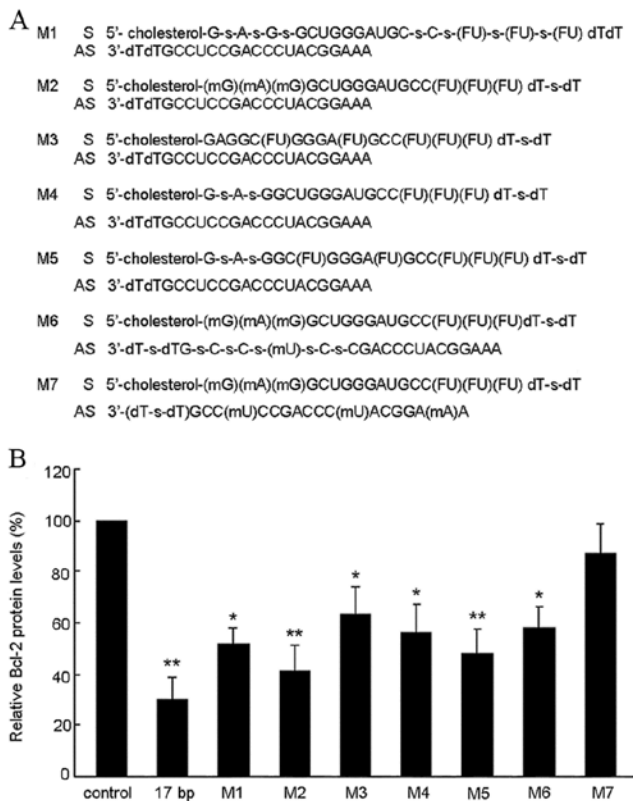 A
M1 S 5'- cholesterol-G-s-A-s-G-s-GCUGGGAUGC-s-C-s-(FU)-s-(FU)-s-(FU) dTdT
AS 3'-dTdTGCCUCCGACCCUACGGAAA
M2 S 5'-cholesterol-(mG)(mA)(mG)GCUGGGAUGCC(FU)(FU)(FU) dT-s-dT
AS 3'-dTdTGCCUCCGACCCUACGGAAA
M3 S 5'-cholesterol-GAGGC(FU)GGGA(FU)GCC(FU)(FU)(FU) dT-s-dT
AS 3'-dTdTGCCUCCGACCCUACGGAAA
M4 S 5'-cholesterol-G-s-A-s-GGCUGGGAUGCC(FU)(FU)(FU) dT-s-dT
AS 3'-dTdTGCCUCCGACCCUACGGAAA
M5 S 5'-cholesterol-G-s-A-s-GGC(FU)GGGA(FU)GCC(FU)(FU)(FU) dT-s-dT
AS 3'-dTdTGCCUCCGACCCUACGGAAA
M6 S 5'-cholesterol-(mG)(mA)(mG)GCUGGGAUGCC(FU)(FU)(FU)dT-s-dT
AS 3'-dT-s-dTG-s-C-s-C-s-(mU)-s-C-s-CGACCCUACGGAAA
M7 S 5'-cholesterol-(mG)(mA)(mG)GCUGGGAUGCC(FU)(FU)(FU) dT-s-dT
AS 3'-(dT-s-dT)GCC(mU)CCGACCC(mU)ACGGA(mA)A
B
Relative Bcl-2 protein levels (%)
120
100
80
60
40
20
0
** * ** * * ** *
control 17 bp M1 M2 M3 M4 M5 M6 M7